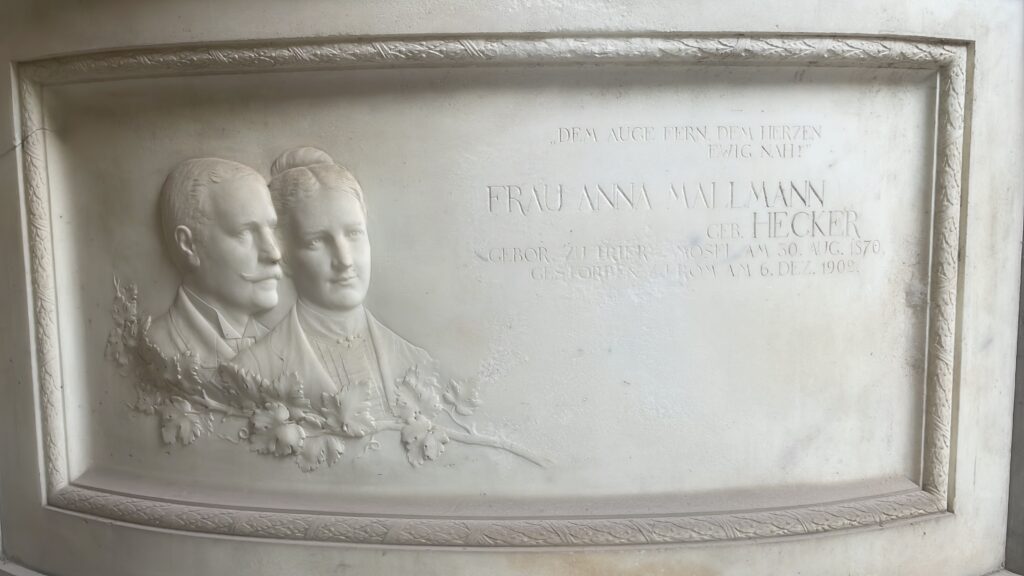 „DEM AUGE FERN, DEM HERZEN
EWIG NAH!"
FRAU ANNA MALLMANN
GEB. HECKER
GEBOR. ZU MOSEL AM 30. AUG. 1870,
GESTORBEN ZU ROM AM 6. DEZ. 1902.